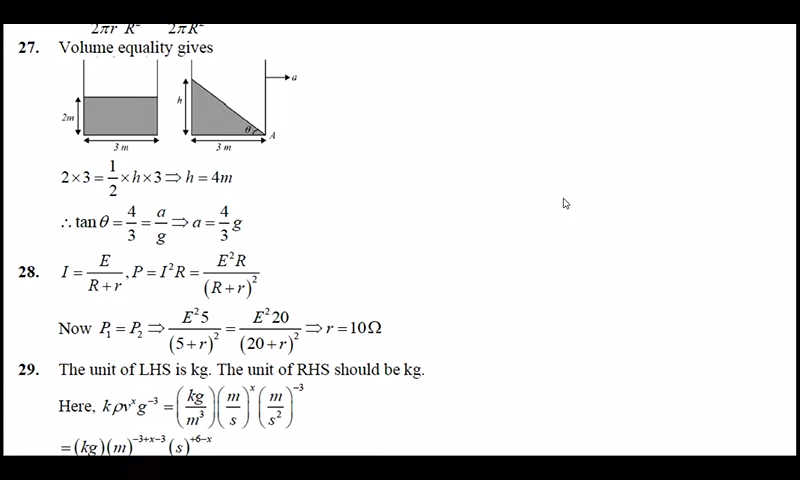 2πr R² 2πR²
27. Volume equality gives
2m
3 m
h
θ
A
a
3 m
2 × 3 = 1/2 × h × 3 ⇒ h = 4m
∴ tan θ = 4/3 = a/g ⇒ a = 4/3 g
28. I = E/(R + r), P = I²R = E²R/(R + r)²
Now P₁ = P₂ ⇒ E²5/(5 + r)² = E²20/(20 + r)² ⇒ r = 10Ω
29. The unit of LHS is kg. The unit of RHS should be kg.
Here, kρvˣg⁻³ = (kg/m³)(m/s)ˣ(m/s²)⁻³
= (kg)(m)⁻³⁺ˣ⁻³(s)⁺⁶⁻ˣ